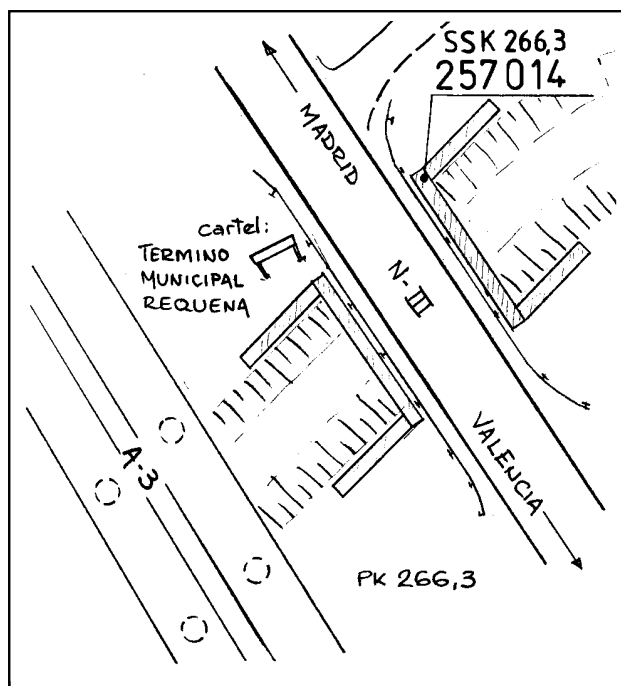 SSK 266,3
257014
MADRID
cartel:
TERMINO
MUNICIPAL
REQUENA
N-III
A-3
VALENCIA
PK 266,3